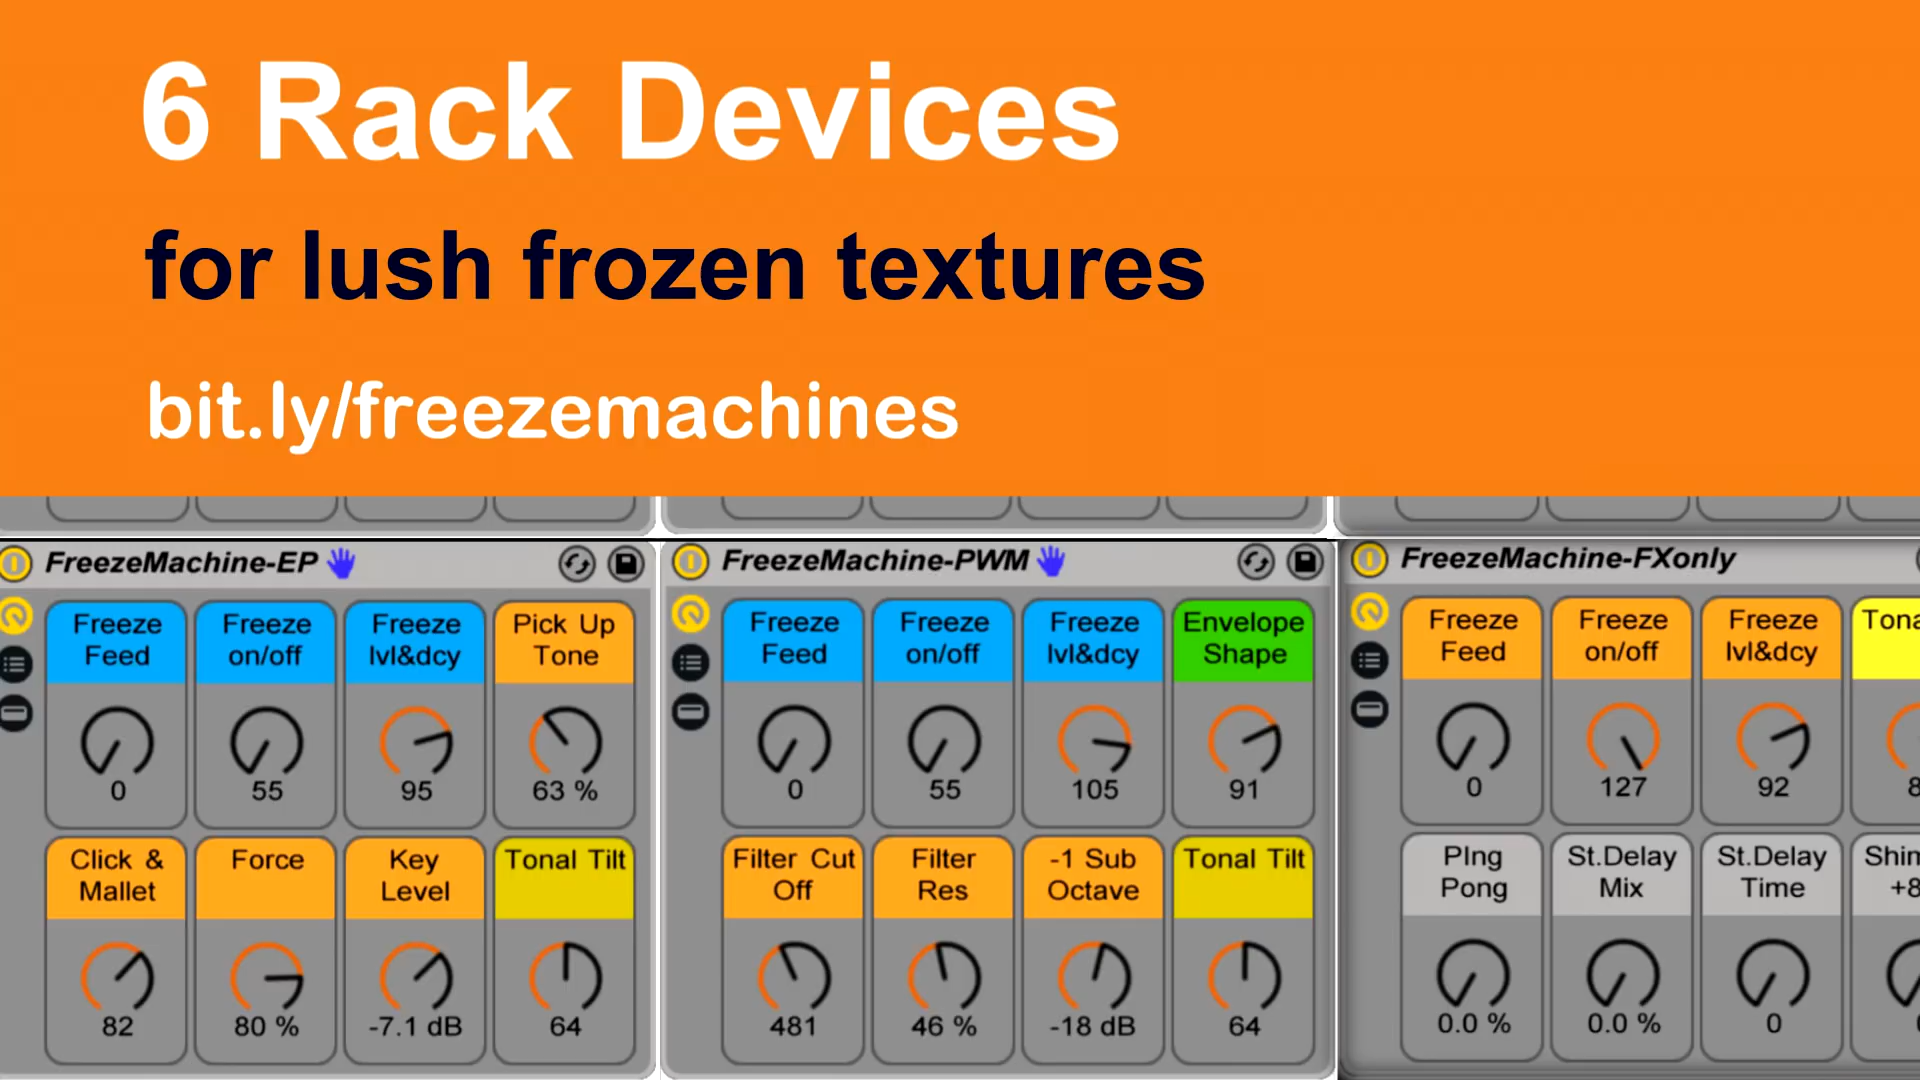 6 Rack Devices
for lush frozen textures
bit.ly/freezemachines
FreezeMachine-EP
Freeze
Feed
0
Freeze
on/off
55
Freeze
lvl&dcy
95
Pick Up
Tone
63 %
Click &
Mallet
82
Force
80 %
Key
Level
-7.1 dB
Tonal Tilt
64
FreezeMachine-PWM
Freeze
Feed
0
Freeze
on/off
55
Freeze
lvl&dcy
105
Envelope
Shape
91
Filter Cut
Off
481
Filter
Res
46 %
-1 Sub
Octave
-18 dB
Tonal Tilt
64
FreezeMachine-FXonly
Freeze
Feed
0
Freeze
on/off
127
Freeze
lvl&dcy
92
PIng
Pong
0.0 %
St.Delay
Mix
0.0 %
St.Delay
Time
0